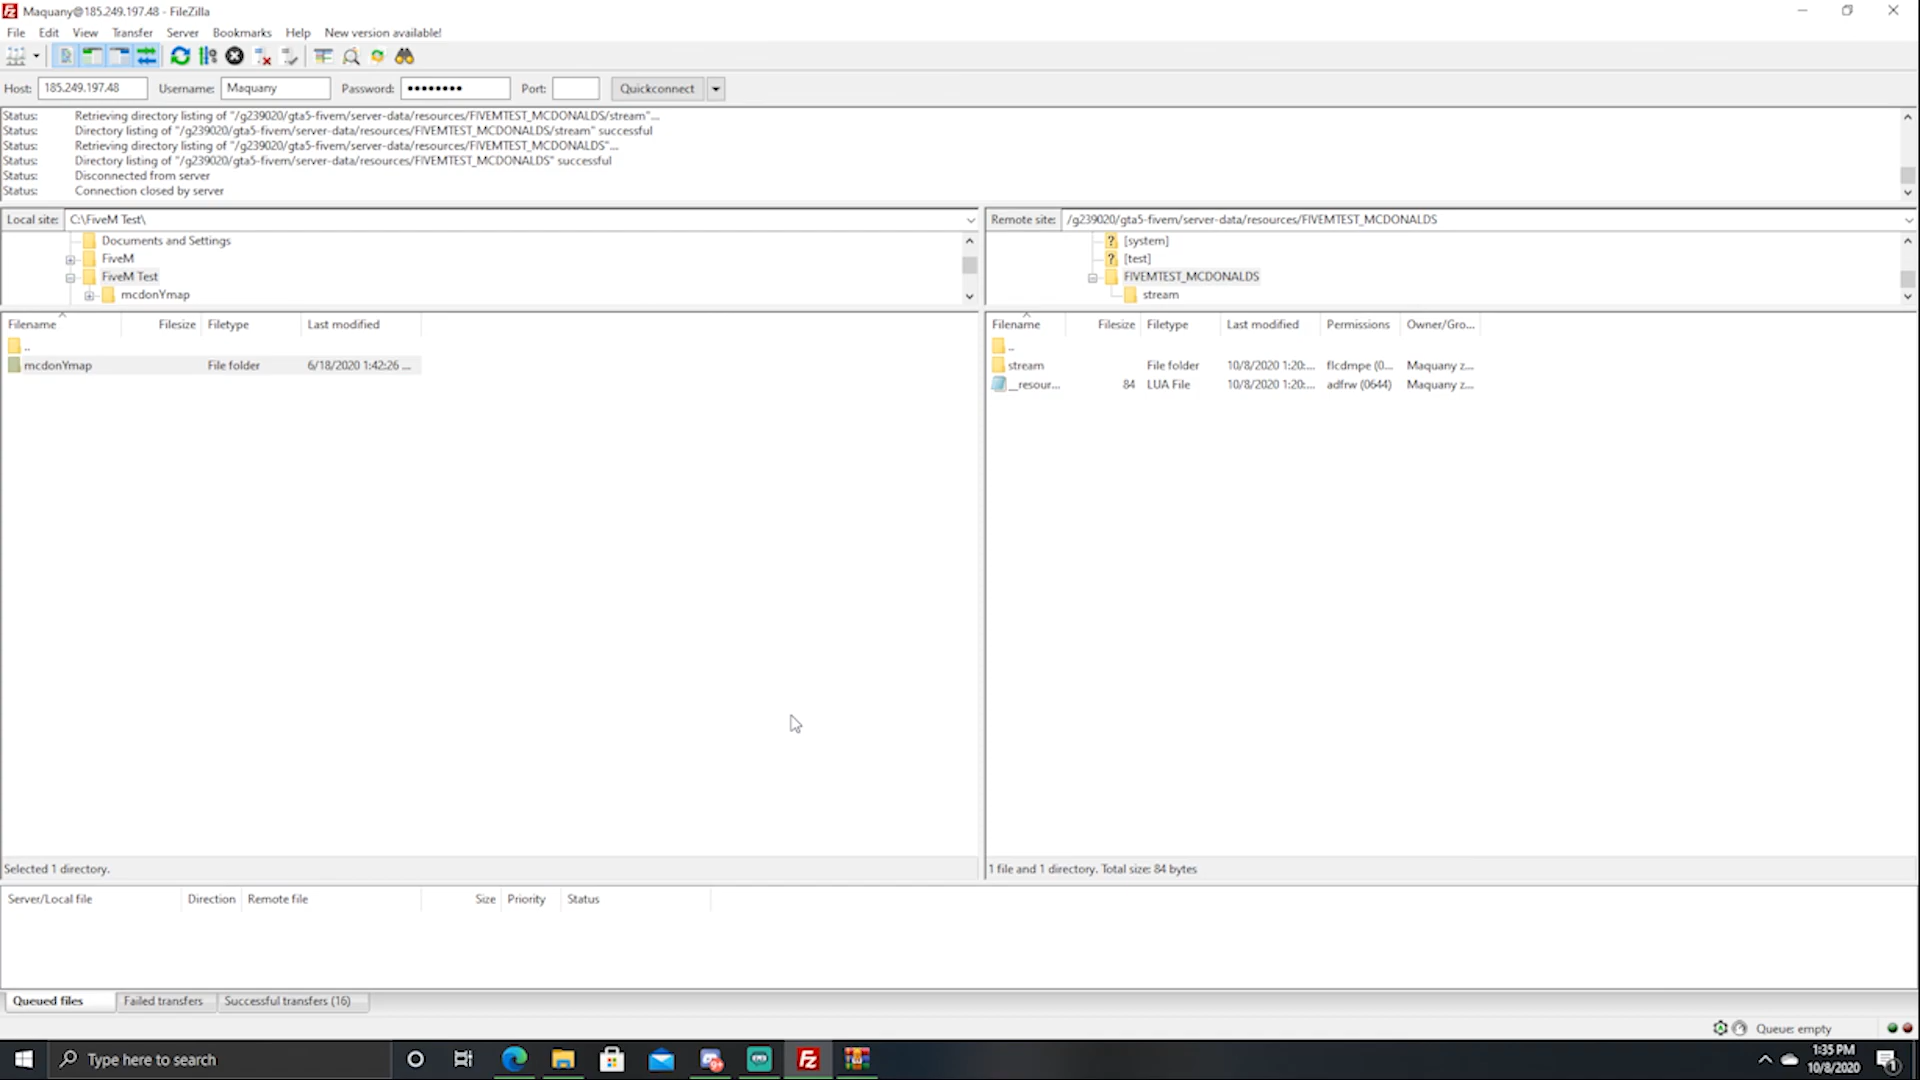 Maquany@185.249.197.48 - FileZilla
File Edit View Transfer Server Bookmarks Help New version available!
Host: 185.249.197.48 Username: Maquany Password: •••••••• Port: Quickconnect
Status: Retrieving directory listing of "/g239020/gta5-fivem/server-data/resources/FIVEMTEST_MCDONALDS/stream"...
Status: Directory listing of "/g239020/gta5-fivem/server-data/resources/FIVEMTEST_MCDONALDS/stream" successful
Status: Retrieving directory listing of "/g239020/gta5-fivem/server-data/resources/FIVEMTEST_MCDONALDS"...
Status: Directory listing of "/g239020/gta5-fivem/server-data/resources/FIVEMTEST_MCDONALDS" successful
Status: Disconnected from server
Status: Connection closed by server
Local site: C:\FiveM Test\
Documents and Settings
FiveM
FiveM Test
mcdonYmap
Filename Filesize Filetype Last modified
..
mcdonYmap File folder 6/18/2020 1:42:26 ...
Selected 1 directory.
Remote site: /g239020/gta5-fivem/server-data/resources/FIVEMTEST_MCDONALDS
? [system]
? [test]
FIVEMTEST_MCDONALDS
stream
Filename Filesize Filetype Last modified Permissions Owner/Gro...
..
stream File folder 10/8/2020 1:20:... flcdmpe (0... Maquany z...
__resour... 84 LUA File 10/8/2020 1:20:... adfrw (0644) Maquany z...
1 file and 1 directory. Total size: 84 bytes
Server/Local file Direction Remote file Size Priority Status
Queued files Failed transfers Successful transfers (16)
Queue: empty
Type here to search
1:35 PM
10/8/2020
1